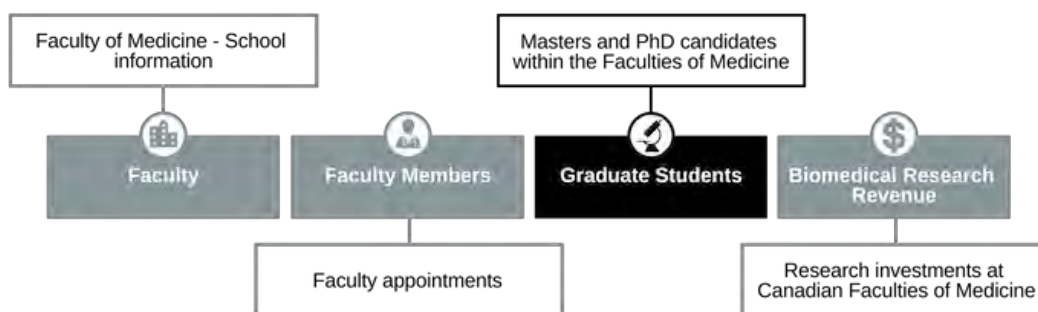 Faculty of Medicine - School
information
Masters and PhD candidates
within the Faculties of Medicine
Faculty
Faculty Members
Graduate Students
Biomedical Research
Revenue
Faculty appointments
Research investments at
Canadian Faculties of Medicine